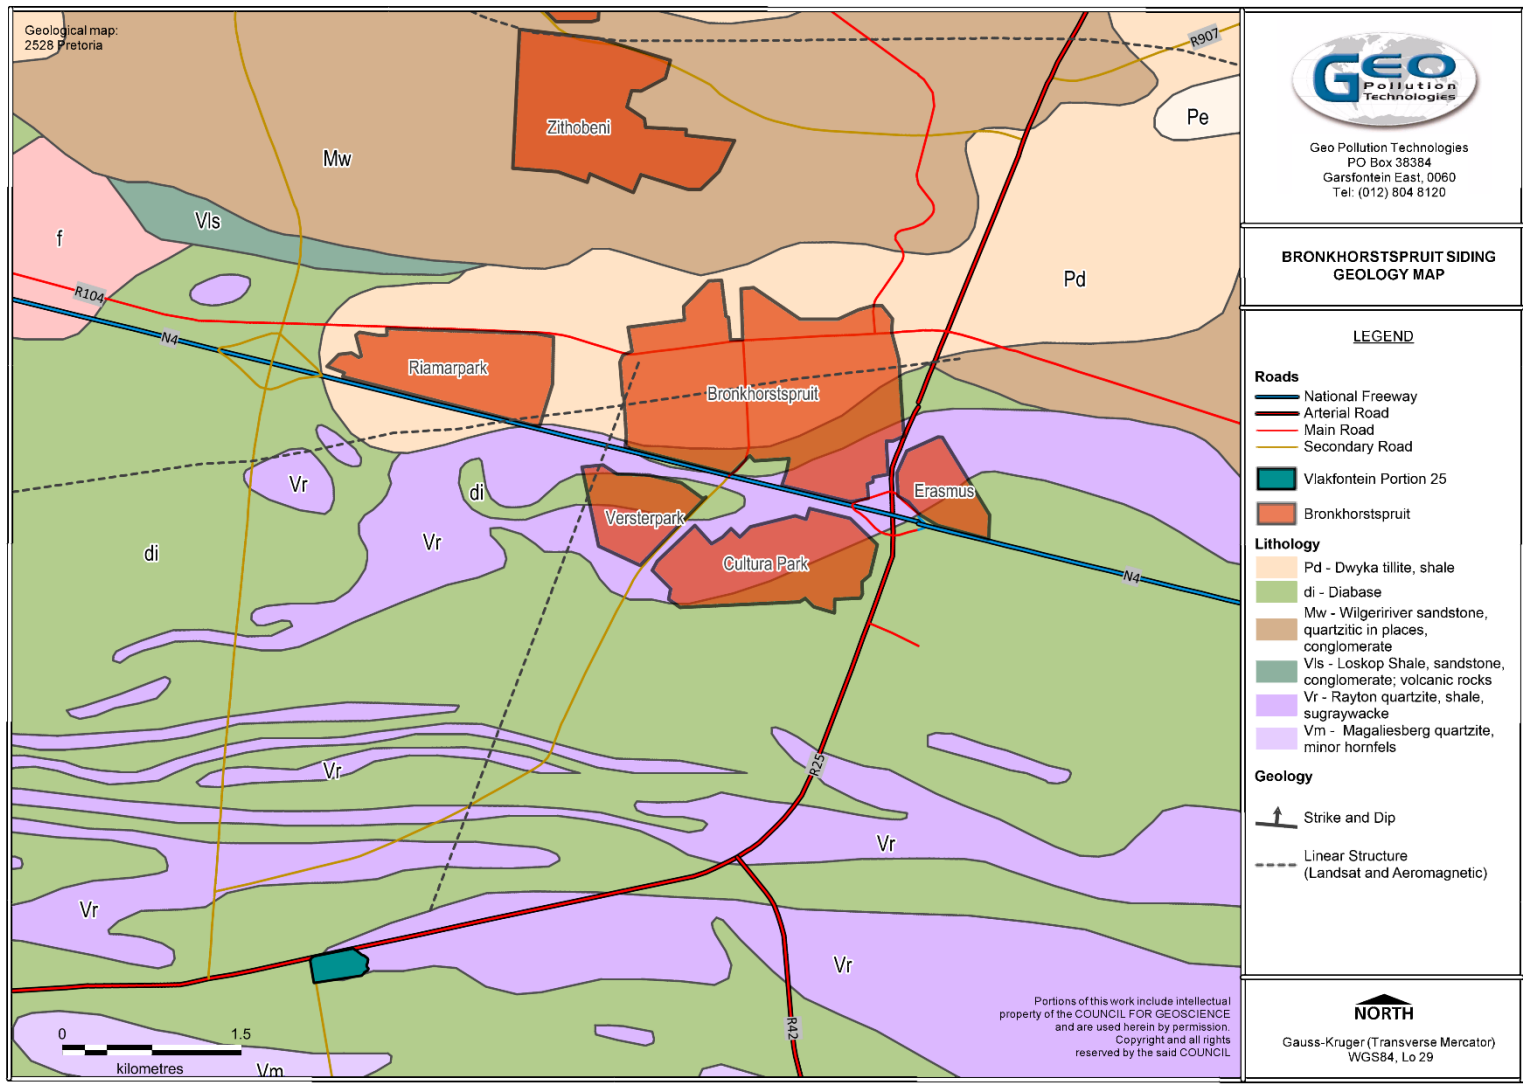 Geological map:
2528 Pretoria
R907
Pe
Zithobeni
Mw
Vls
f
Pd
R104
N4
Riamarpark
Bronkhorstspruit
Vr
di
Erasmus
Versterpark
di
Vr
Cultura Park
N4
Vr
R25
Vr
Vr
Vr
R42
Vm
0 1.5
kilometres
Portions of this work include intellectual
property of the COUNCIL FOR GEOSCIENCE
and are used herein by permission.
Copyright and all rights
reserved by the said COUNCIL
GEO
Pollution
Technologies
Geo Pollution Technologies
PO Box 38384
Garsfontein East, 0060
Tel: (012) 804 8120
BRONKHORSTSPRUIT SIDING
GEOLOGY MAP
LEGEND
Roads
National Freeway
Arterial Road
Main Road
Secondary Road
Vlakfontein Portion 25
Bronkhorstspruit
Lithology
Pd - Dwyka tillite, shale
di - Diabase
Mw - Wilgeririver sandstone,
quartzitic in places,
conglomerate
Vls - Loskop Shale, sandstone,
conglomerate; volcanic rocks
Vr - Rayton quartzite, shale,
sugraywacke
Vm - Magaliesberg quartzite,
minor hornfels
Geology
Strike and Dip
Linear Structure
(Landsat and Aeromagnetic)
NORTH
Gauss-Kruger (Transverse Mercator)
WGS84, Lo 29